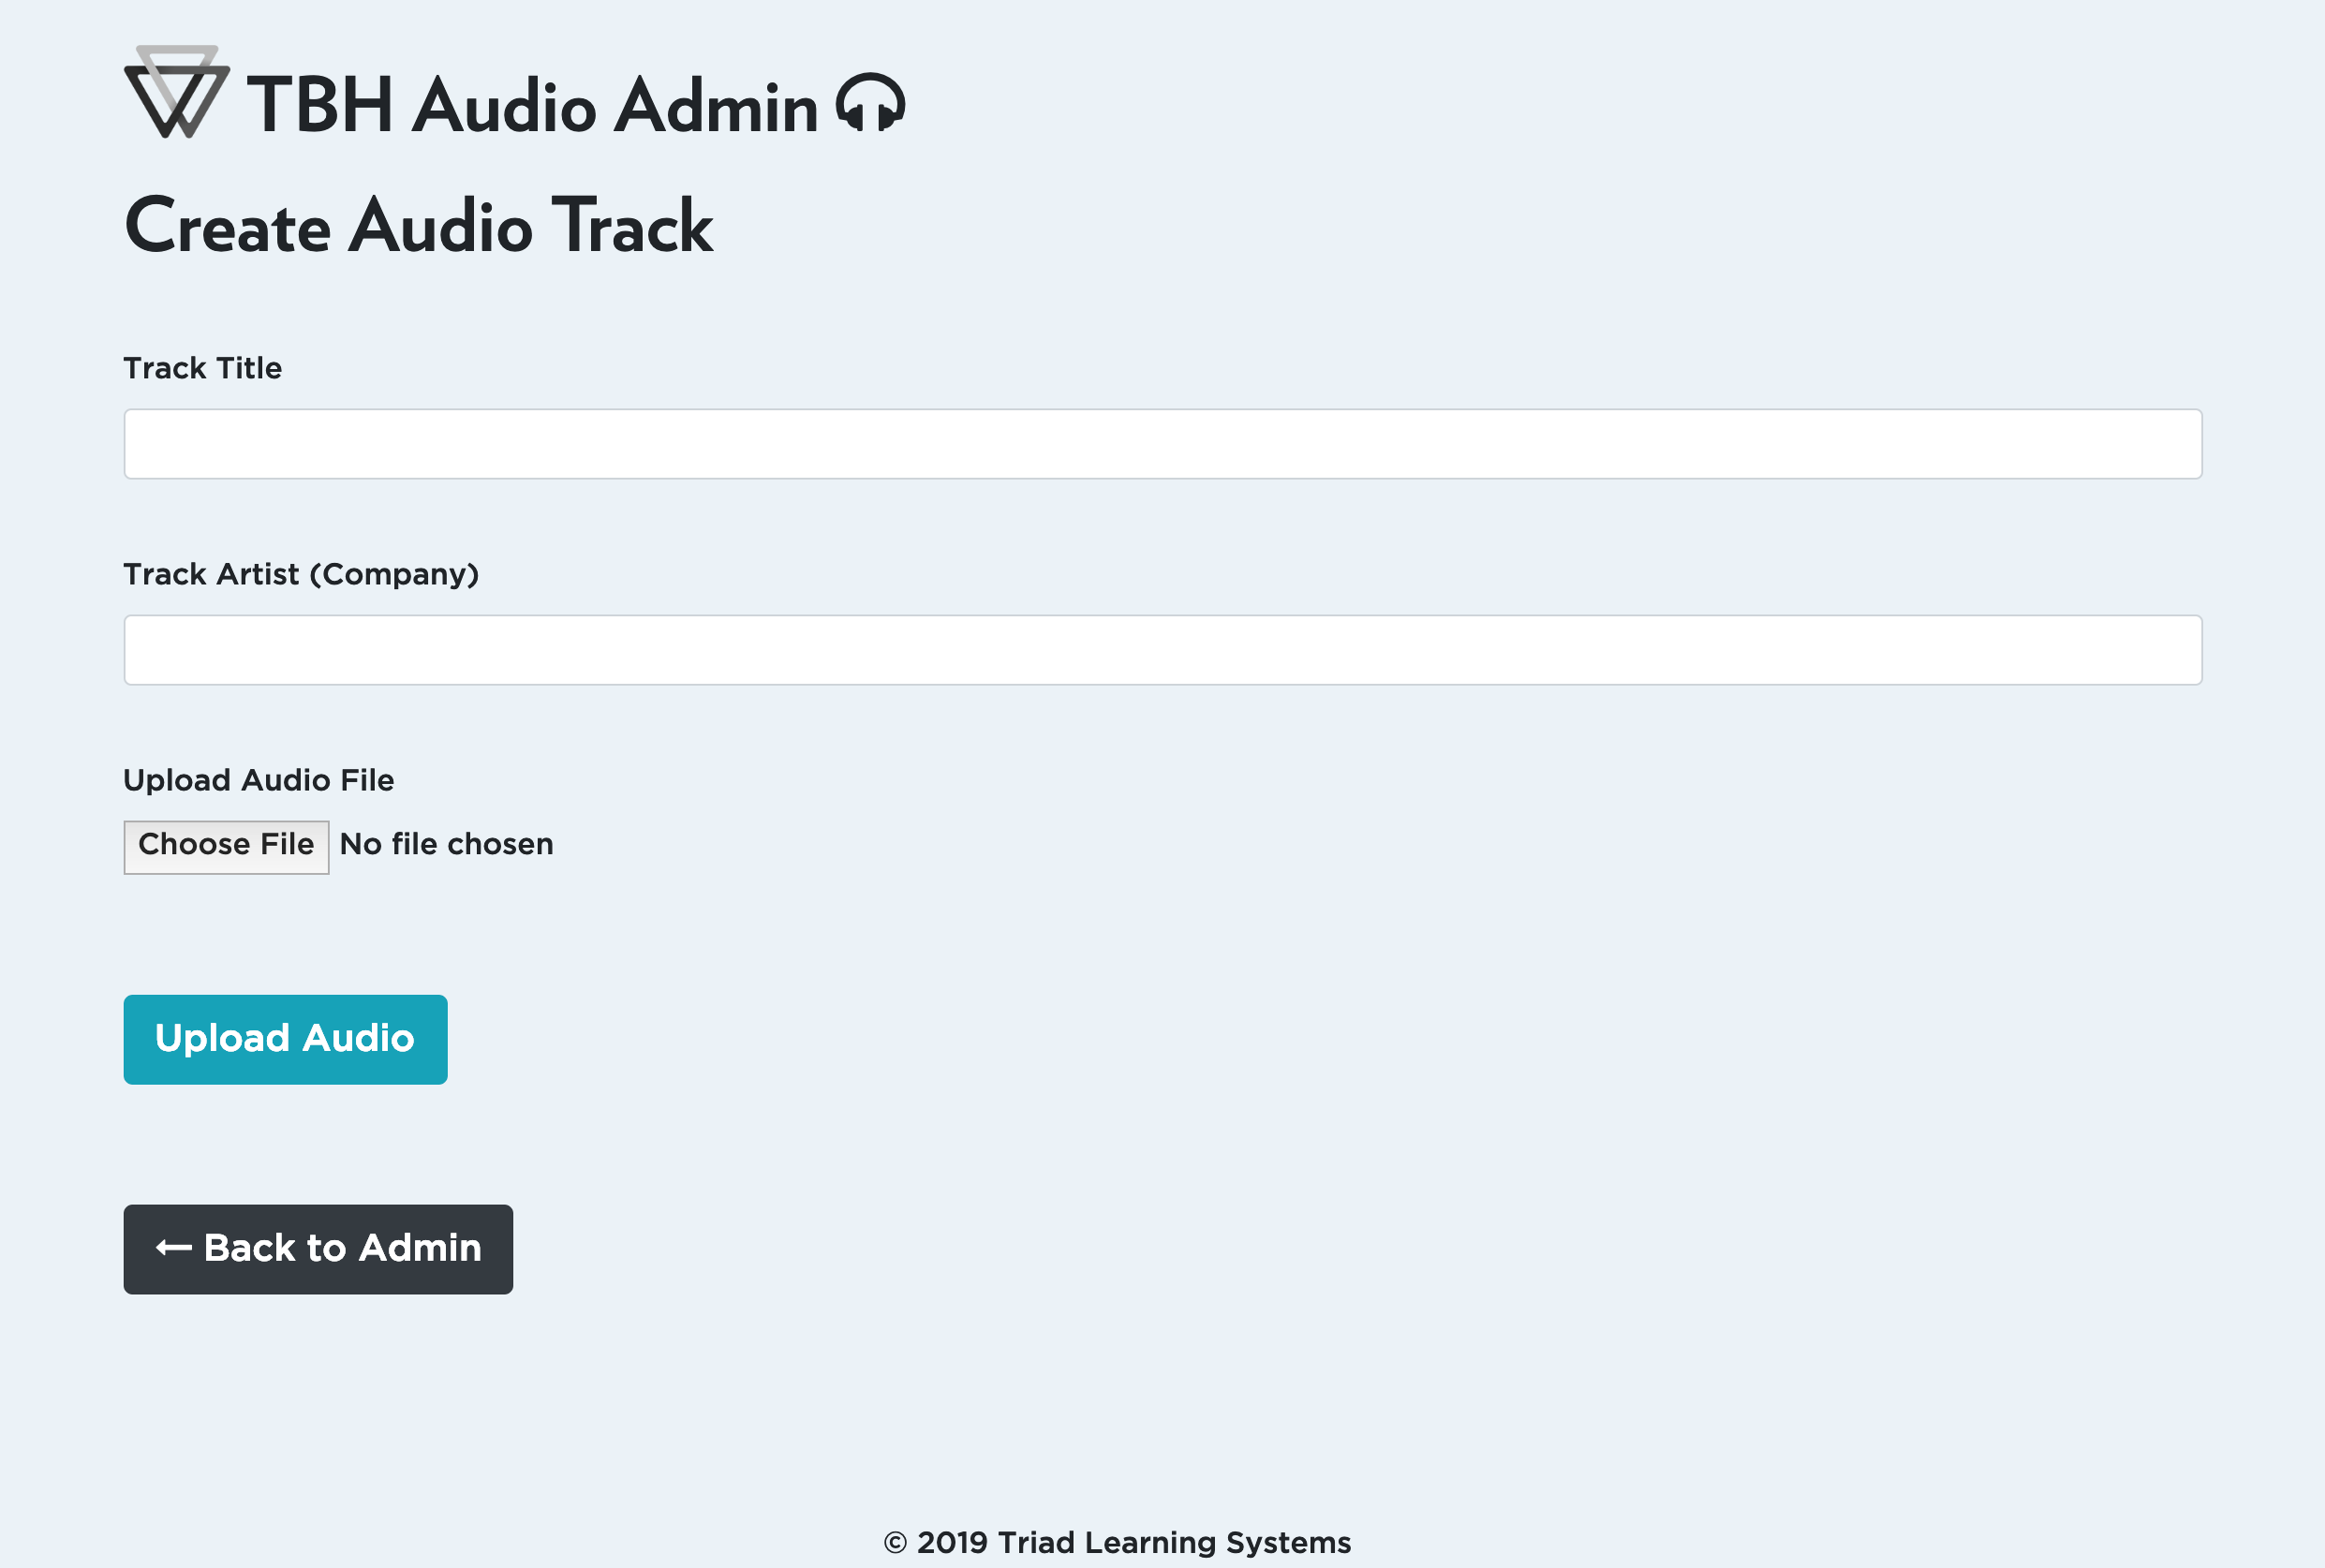 TBH Audio Admin
Create Audio Track
Track Title
Track Artist (Company)
Upload Audio File
Choose File No file chosen
Upload Audio
← Back to Admin
© 2019 Triad Learning Systems